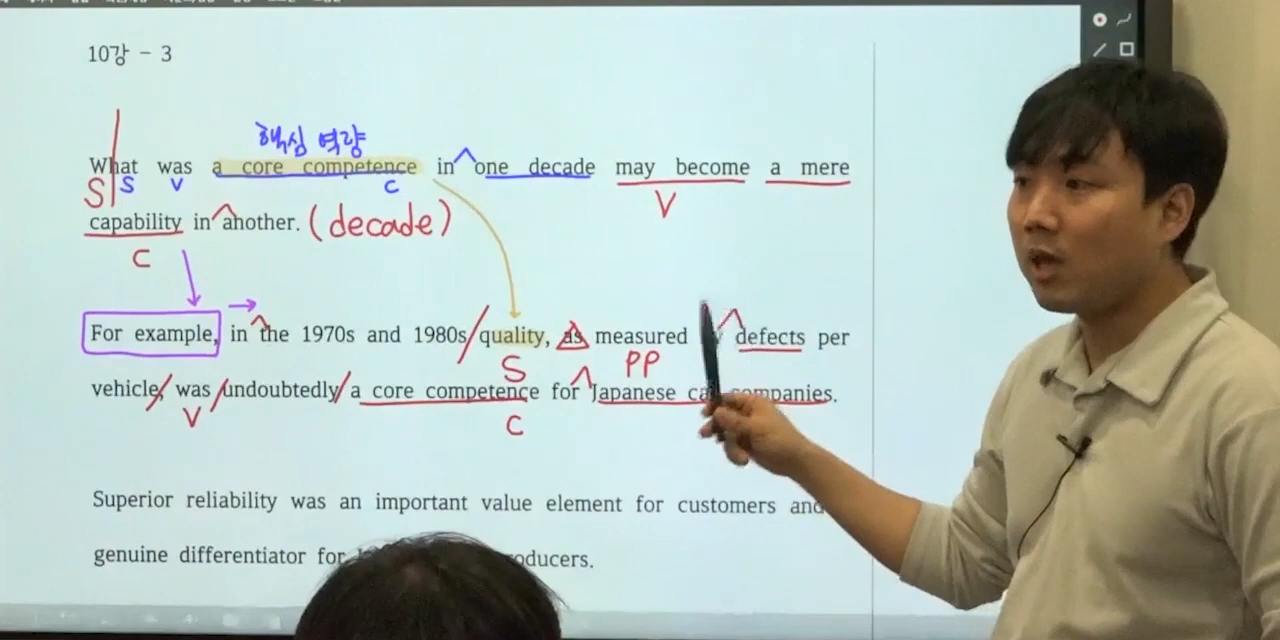 10강 - 3
핵심 역량
What was a core competence in one decade may become a mere
S S V C V
capability in another. (decade)
C
For example, in the 1970s and 1980s quality, as measured defects per
S PP
vehicle, was undoubtedly a core competence for Japanese companies.
V C
Superior reliability was an important value element for customers and
genuine differentiator for